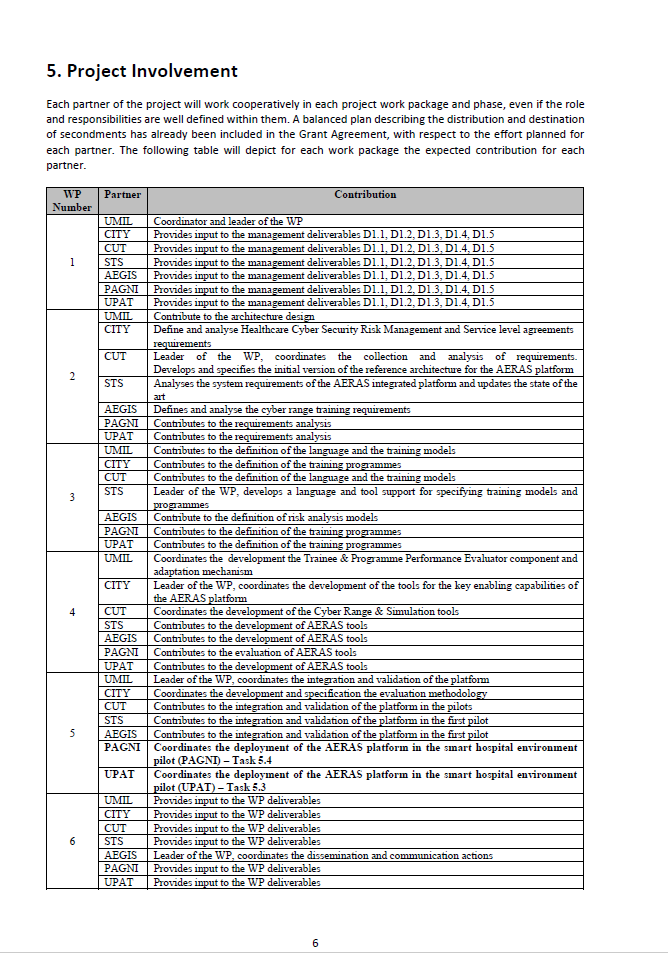 5. Project Involvement
Each partner of the project will work cooperatively in each project work package and phase, even if the role
and responsibilities are well defined within them. A balanced plan describing the distribution and destination
of secondments has already been included in the Grant Agreement, with respect to the effort planned for
each partner. The following table will depict for each work package the expected contribution for each
partner.
WP Number Partner Contribution
1
UMIL Coordinator and leader of the WP
CITY Provides input to the management deliverables D1.1, D1.2, D1.3, D1.4, D1.5
CUT Provides input to the management deliverables D1.1, D1.2, D1.3, D1.4, D1.5
STS Provides input to the management deliverables D1.1, D1.2, D1.3, D1.4, D1.5
AEGIS Provides input to the management deliverables D1.1, D1.2, D1.3, D1.4, D1.5
PAGNI Provides input to the management deliverables D1.1, D1.2, D1.3, D1.4, D1.5
UPAT Provides input to the management deliverables D1.1, D1.2, D1.3, D1.4, D1.5
2
UMIL Contribute to the architecture design
CITY Define and analyse Healthcare Cyber Security Risk Management and Service level agreements
requirements
CUT Leader of the WP, coordinates the collection and analysis of requirements.
Develops and specifies the initial version of the reference architecture for the AERAS platform
STS Analyses the system requirements of the AERAS integrated platform and updates the state of the
art
AEGIS Defines and analyse the cyber range training requirements
PAGNI Contributes to the requirements analysis
UPAT Contributes to the requirements analysis
3
UMIL Contributes to the definition of the language and the training models
CITY Contributes to the definition of the training programmes
CUT Contributes to the definition of the language and the training models
STS Leader of the WP, develops a language and tool support for specifying training models and
programmes
AEGIS Contribute to the definition of risk analysis models
PAGNI Contributes to the definition of the training programmes
UPAT Contributes to the definition of the training programmes
4
UMIL Coordinates the development the Trainee & Programme Performance Evaluator component and
adaptation mechanism
CITY Leader of the WP, coordinates the development of the tools for the key enabling capabilities of
the AERAS platform
CUT Coordinates the development of the Cyber Range & Simulation tools
STS Contributes to the development of AERAS tools
AEGIS Contributes to the development of AERAS tools
PAGNI Contributes to the evaluation of AERAS tools
UPAT Contributes to the development of AERAS tools
5
UMIL Leader of the WP, coordinates the integration and validation of the platform
CITY Coordinates the development and specification the evaluation methodology
CUT Contributes to the integration and validation of the platform in the pilots
STS Contributes to the integration and validation of the platform in the first pilot
AEGIS Contributes to the integration and validation of the platform in the first pilot
PAGNI Coordinates the deployment of the AERAS platform in the smart hospital environment
pilot (PAGNI) – Task 5.4
UPAT Coordinates the deployment of the AERAS platform in the smart hospital environment
pilot (UPAT) – Task 5.3
6
UMIL Provides input to the WP deliverables
CITY Provides input to the WP deliverables
CUT Provides input to the WP deliverables
STS Provides input to the WP deliverables
AEGIS Leader of the WP, coordinates the dissemination and communication actions
PAGNI Provides input to the WP deliverables
UPAT Provides input to the WP deliverables
6